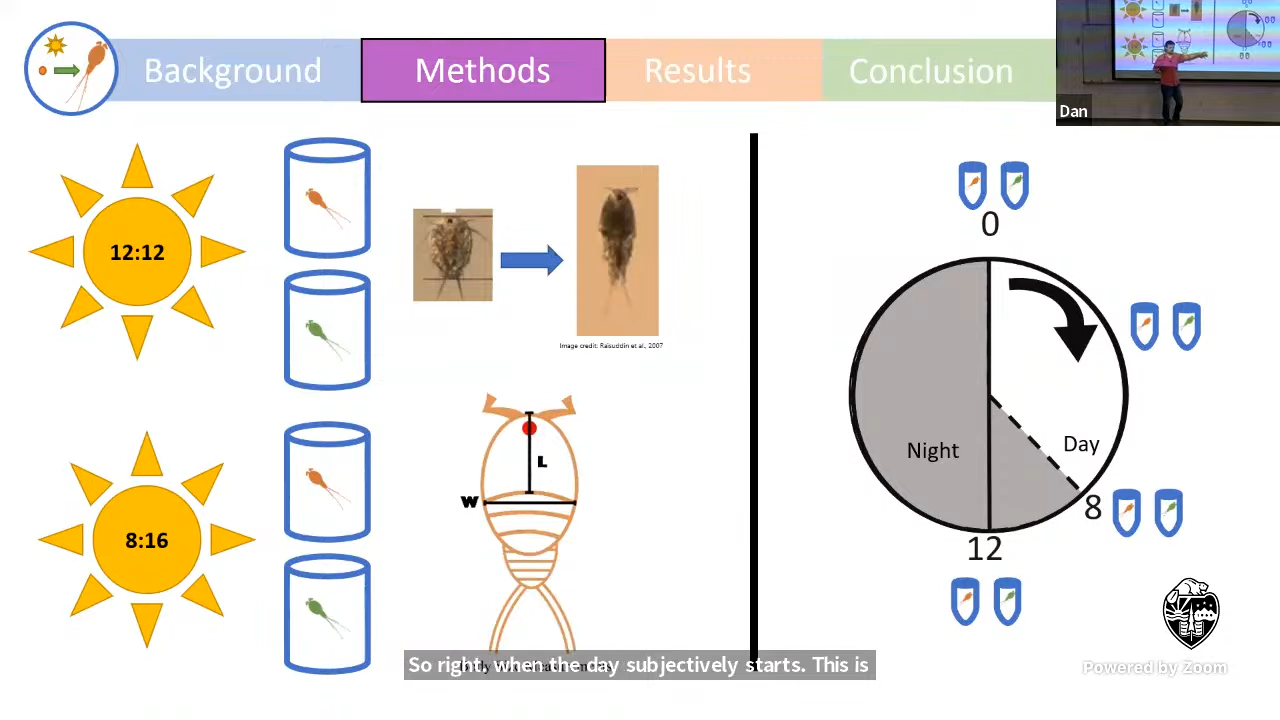 Background
Methods
Results
Conclusion
Dan
12:12
8:16
Image credit: Raisuddin et al., 2007
L
W
0
Night
Day
8
12
So right, when the day subjectively starts. This is
Powered by Zoom